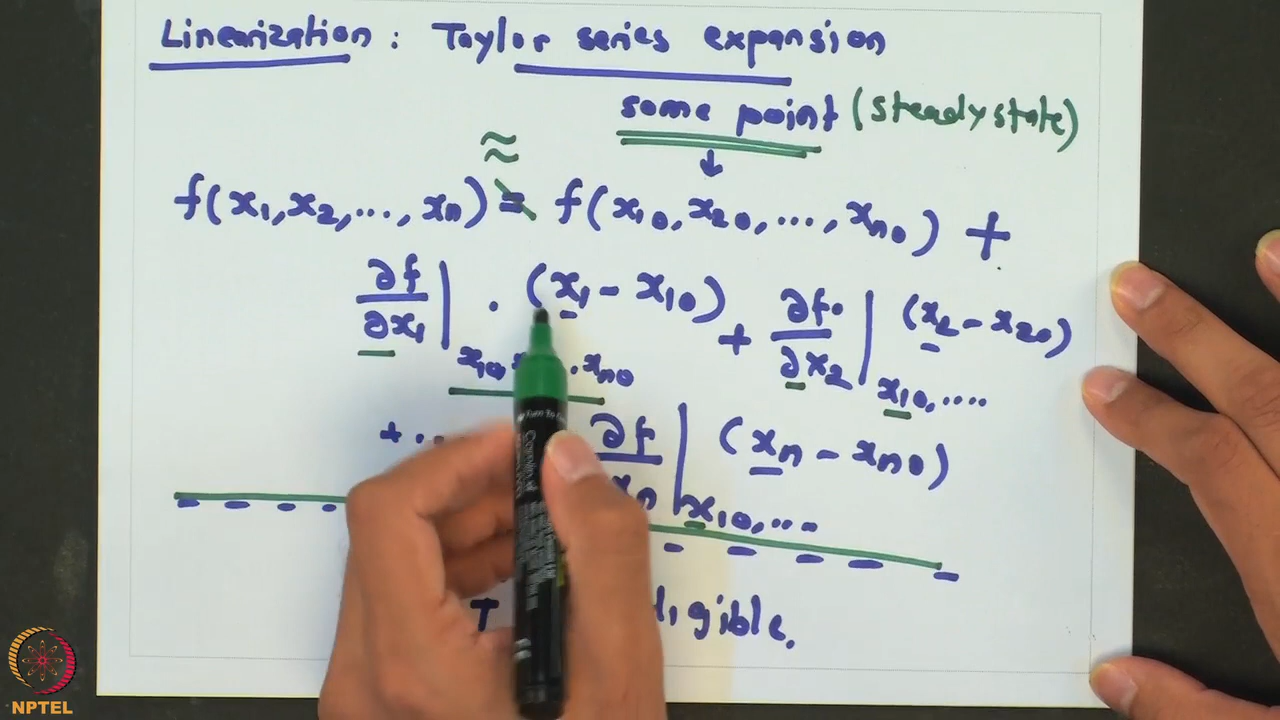 Linearization : Taylor series expansion
some point (steady state)
↓
≈
f(x₁, x₂, ..., xₙ) = f(x₁₀, x₂₀, ..., xₙ₀) +
∂f/∂x₁ | x₁₀ ... xₙ₀ . (x₁ - x₁₀) + ∂f/∂x₂ | x₁₀, .... (x₂ - x₂₀)
+ .. ∂f/ | x₁₀, ... (xₙ - xₙ₀)
NPTEL